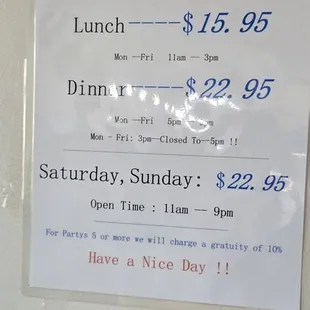 Lunch----$15.95
Mon --Fri 11am -- 3pm
Dinner----$22.95
Mon --Fri 5pm -- pm
Mon - Fri: 3pm--Closed To--5pm !!
Saturday, Sunday: $22.95
Open Time : 11am -- 9pm
For Partys 5 or more we will charge a gratuity of 10%
Have a Nice Day !!